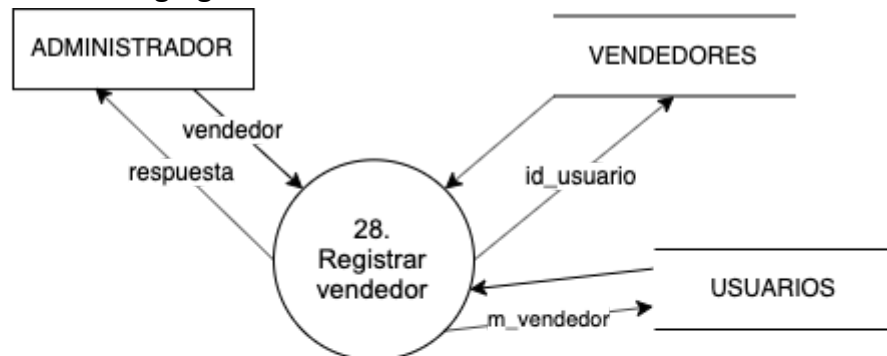 ADMINISTRADOR
VENDEDORES
vendedor
respuesta
id_usuario
28.
Registrar
vendedor
USUARIOS
m_vendedor